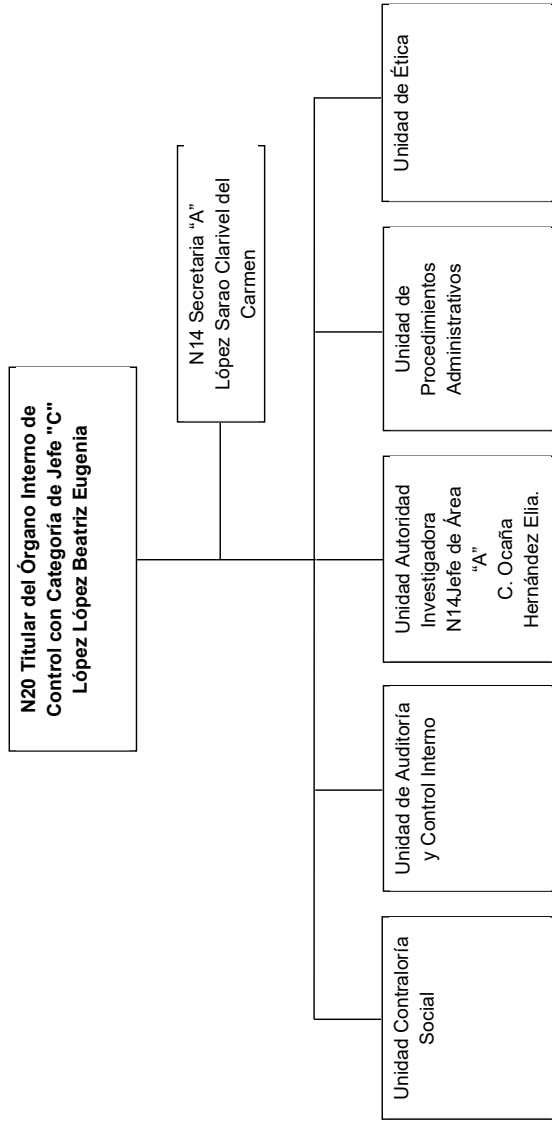 N20 Titular del Órgano Interno de
Control con Categoría de Jefe "C"
López López Beatriz Eugenia
N14 Secretaria “A”
López Sarao Clarivel del
Carmen
Unidad Contraloría
Social
Unidad de Auditoría
y Control Interno
Unidad Autoridad
Investigadora
N14Jefe de Área
“A”
C. Ocaña
Hernández Elia.
Unidad de
Procedimientos
Administrativos
Unidad de Ética